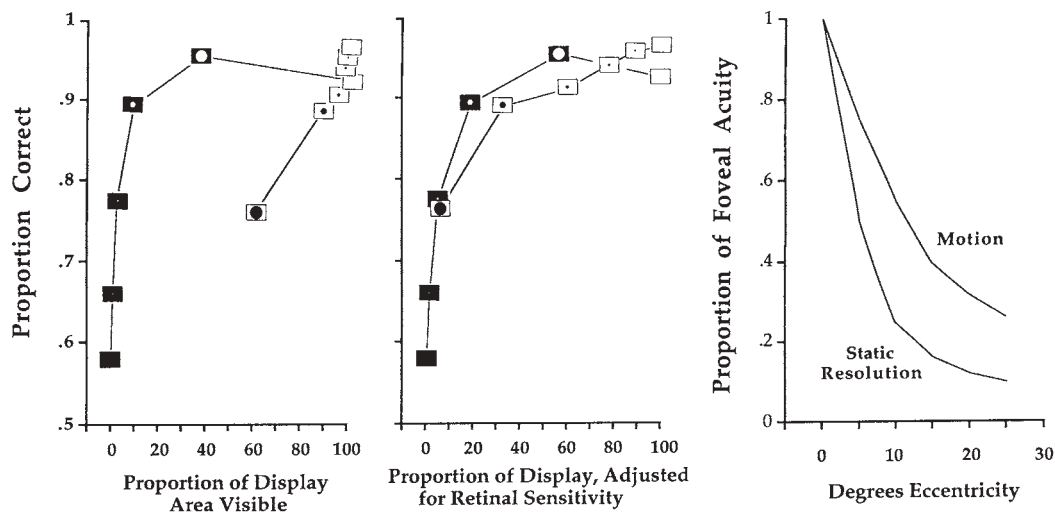 Proportion Correct
1
.9
.8
.7
.6
.5
0 20 40 60 80 100
Proportion of Display
Area Visible
0 20 40 60 80 100
Proportion of Display, Adjusted
for Retinal Sensitivity
Proportion of Foveal Acuity
1
.8
.6
.4
.2
0
Motion
Static
Resolution
0 10 20 30
Degrees Eccentricity